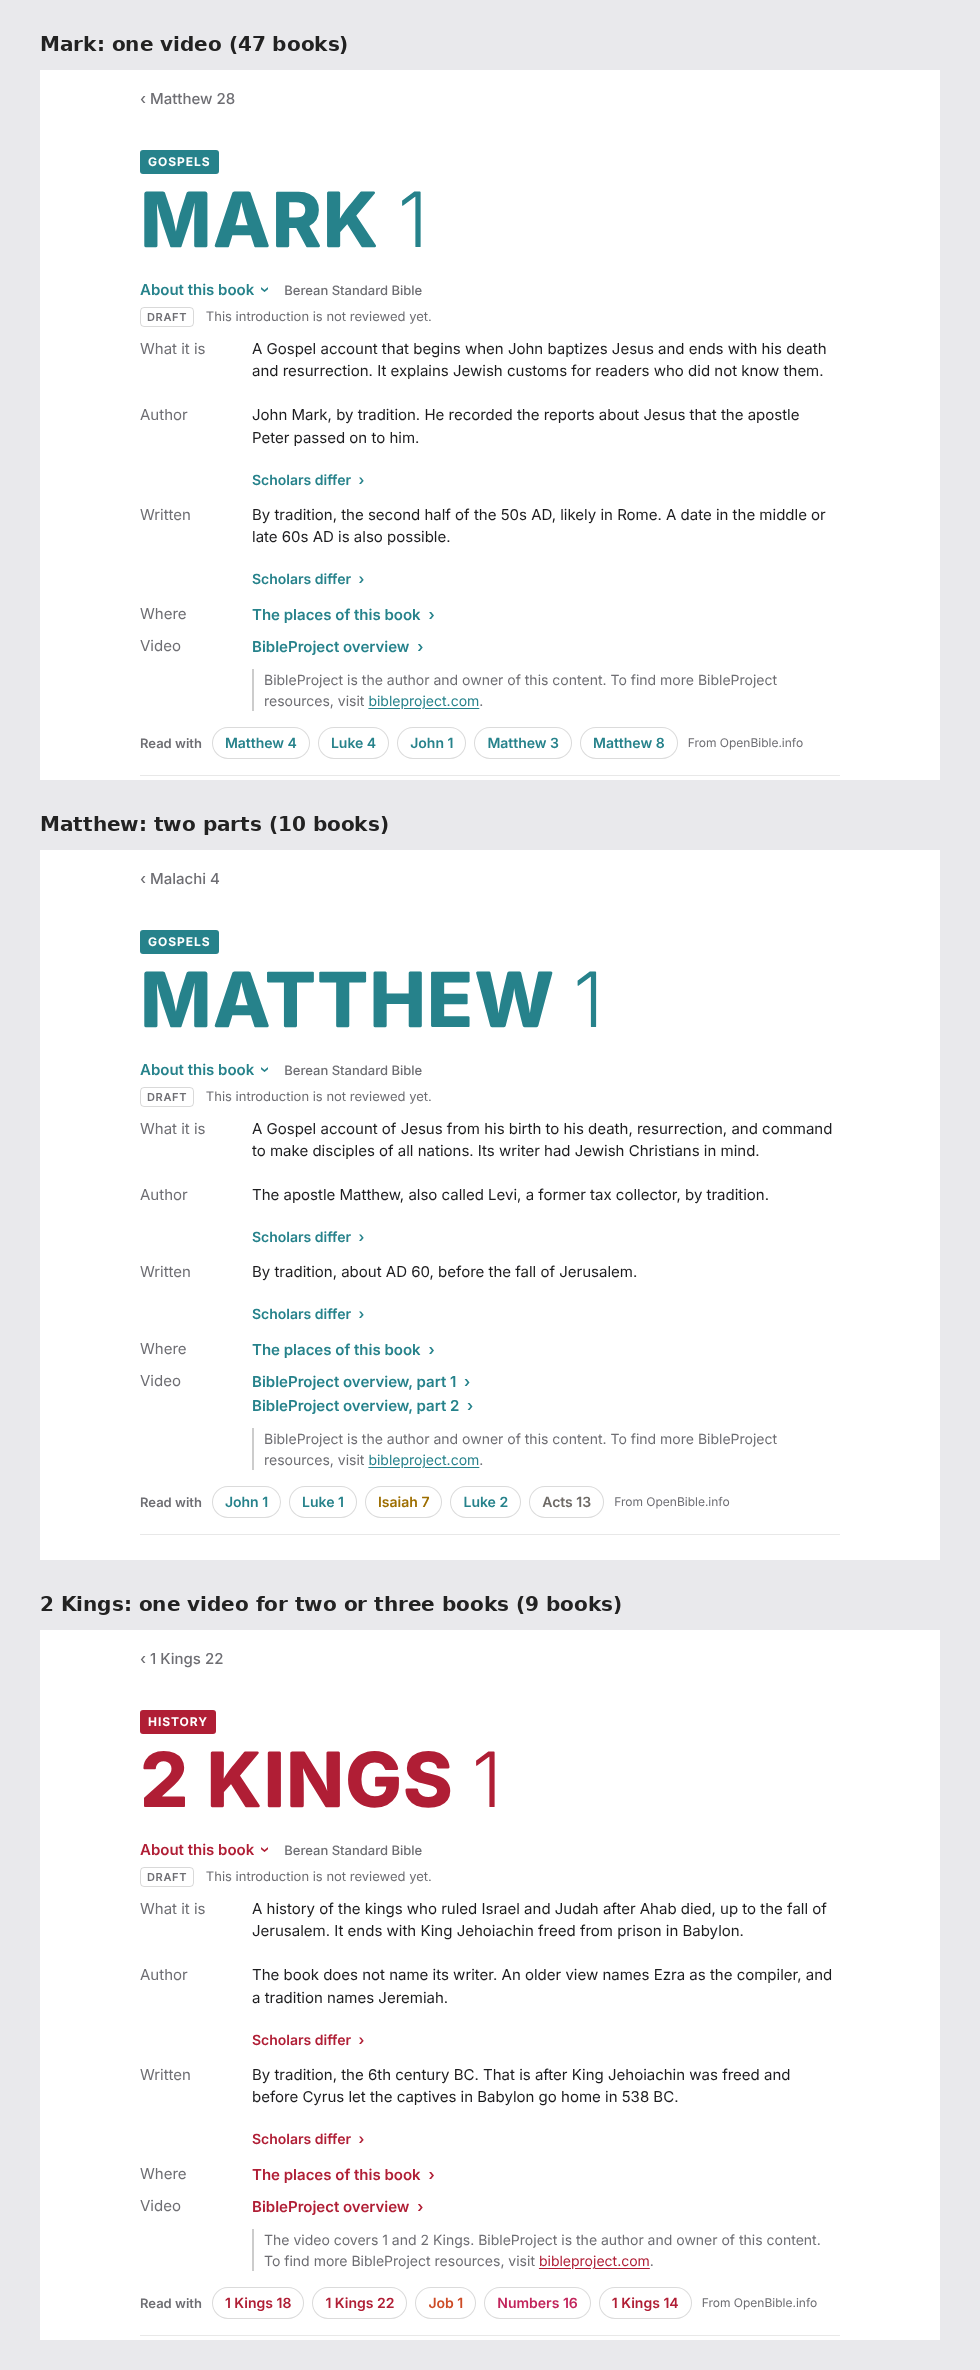 Mark: one video (47 books)
‹ Matthew 28
GOSPELS
MARK 1
About this book ⌄ Berean Standard Bible
DRAFT This introduction is not reviewed yet.
What it is A Gospel account that begins when John baptizes Jesus and ends with his death
and resurrection. It explains Jewish customs for readers who did not know them.
Author John Mark, by tradition. He recorded the reports about Jesus that the apostle
Peter passed on to him.
Scholars differ ›
Written By tradition, the second half of the 50s AD, likely in Rome. A date in the middle or
late 60s AD is also possible.
Scholars differ ›
Where The places of this book ›
Video BibleProject overview ›
BibleProject is the author and owner of this content. To find more BibleProject
resources, visit bibleproject.com.
Read with Matthew 4 Luke 4 John 1 Matthew 3 Matthew 8 From OpenBible.info
Matthew: two parts (10 books)
‹ Malachi 4
GOSPELS
MATTHEW 1
About this book ⌄ Berean Standard Bible
DRAFT This introduction is not reviewed yet.
What it is A Gospel account of Jesus from his birth to his death, resurrection, and command
to make disciples of all nations. Its writer had Jewish Christians in mind.
Author The apostle Matthew, also called Levi, a former tax collector, by tradition.
Scholars differ ›
Written By tradition, about AD 60, before the fall of Jerusalem.
Scholars differ ›
Where The places of this book ›
Video BibleProject overview, part 1 ›
BibleProject overview, part 2 ›
BibleProject is the author and owner of this content. To find more BibleProject
resources, visit bibleproject.com.
Read with John 1 Luke 1 Isaiah 7 Luke 2 Acts 13 From OpenBible.info
2 Kings: one video for two or three books (9 books)
‹ 1 Kings 22
HISTORY
2 KINGS 1
About this book ⌄ Berean Standard Bible
DRAFT This introduction is not reviewed yet.
What it is A history of the kings who ruled Israel and Judah after Ahab died, up to the fall of
Jerusalem. It ends with King Jehoiachin freed from prison in Babylon.
Author The book does not name its writer. An older view names Ezra as the compiler, and
a tradition names Jeremiah.
Scholars differ ›
Written By tradition, the 6th century BC. That is after King Jehoiachin was freed and
before Cyrus let the captives in Babylon go home in 538 BC.
Scholars differ ›
Where The places of this book ›
Video BibleProject overview ›
The video covers 1 and 2 Kings. BibleProject is the author and owner of this content.
To find more BibleProject resources, visit bibleproject.com.
Read with 1 Kings 18 1 Kings 22 Job 1 Numbers 16 1 Kings 14 From OpenBible.info